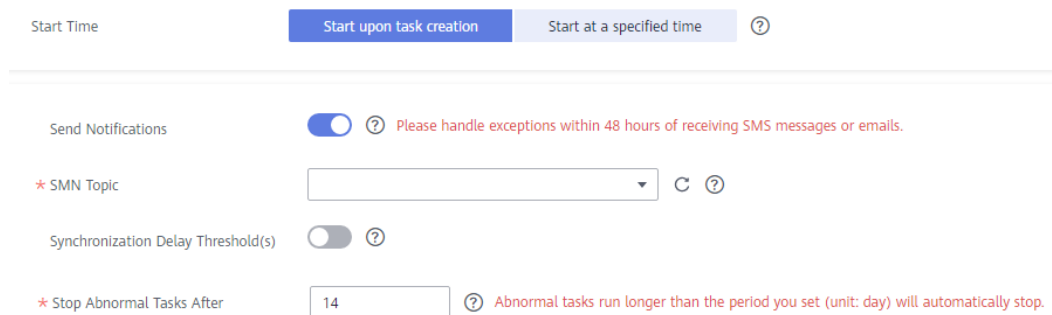 Start Time Start upon task creation Start at a specified time ?
Send Notifications ? Please handle exceptions within 48 hours of receiving SMS messages or emails.
* SMN Topic ?
Synchronization Delay Threshold(s) ?
* Stop Abnormal Tasks After 14 ? Abnormal tasks run longer than the period you set (unit: day) will automatically stop.